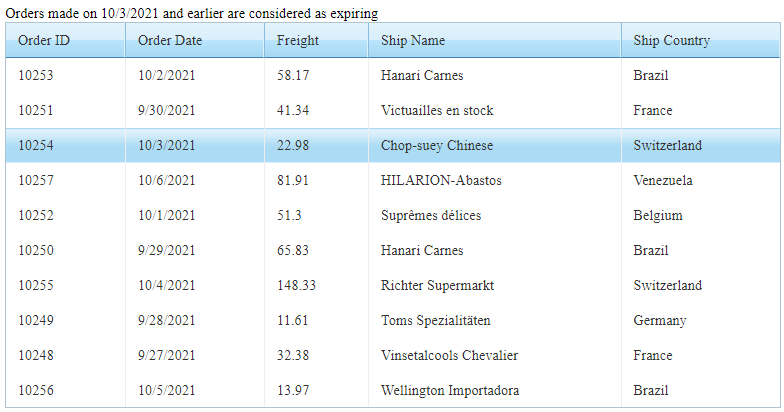 Orders made on 10/3/2021 and earlier are considered as expiring
Order ID Order Date Freight Ship Name Ship Country
10253 10/2/2021 58.17 Hanari Carnes Brazil
10251 9/30/2021 41.34 Victuailles en stock France
10254 10/3/2021 22.98 Chop-suey Chinese Switzerland
10257 10/6/2021 81.91 HILARION-Abastos Venezuela
10252 10/1/2021 51.3 Suprêmes délices Belgium
10250 9/29/2021 65.83 Hanari Carnes Brazil
10255 10/4/2021 148.33 Richter Supermarkt Switzerland
10249 9/28/2021 11.61 Toms Spezialitäten Germany
10248 9/27/2021 32.38 Vinsetalcools Chevalier France
10256 10/5/2021 13.97 Wellington Importadora Brazil